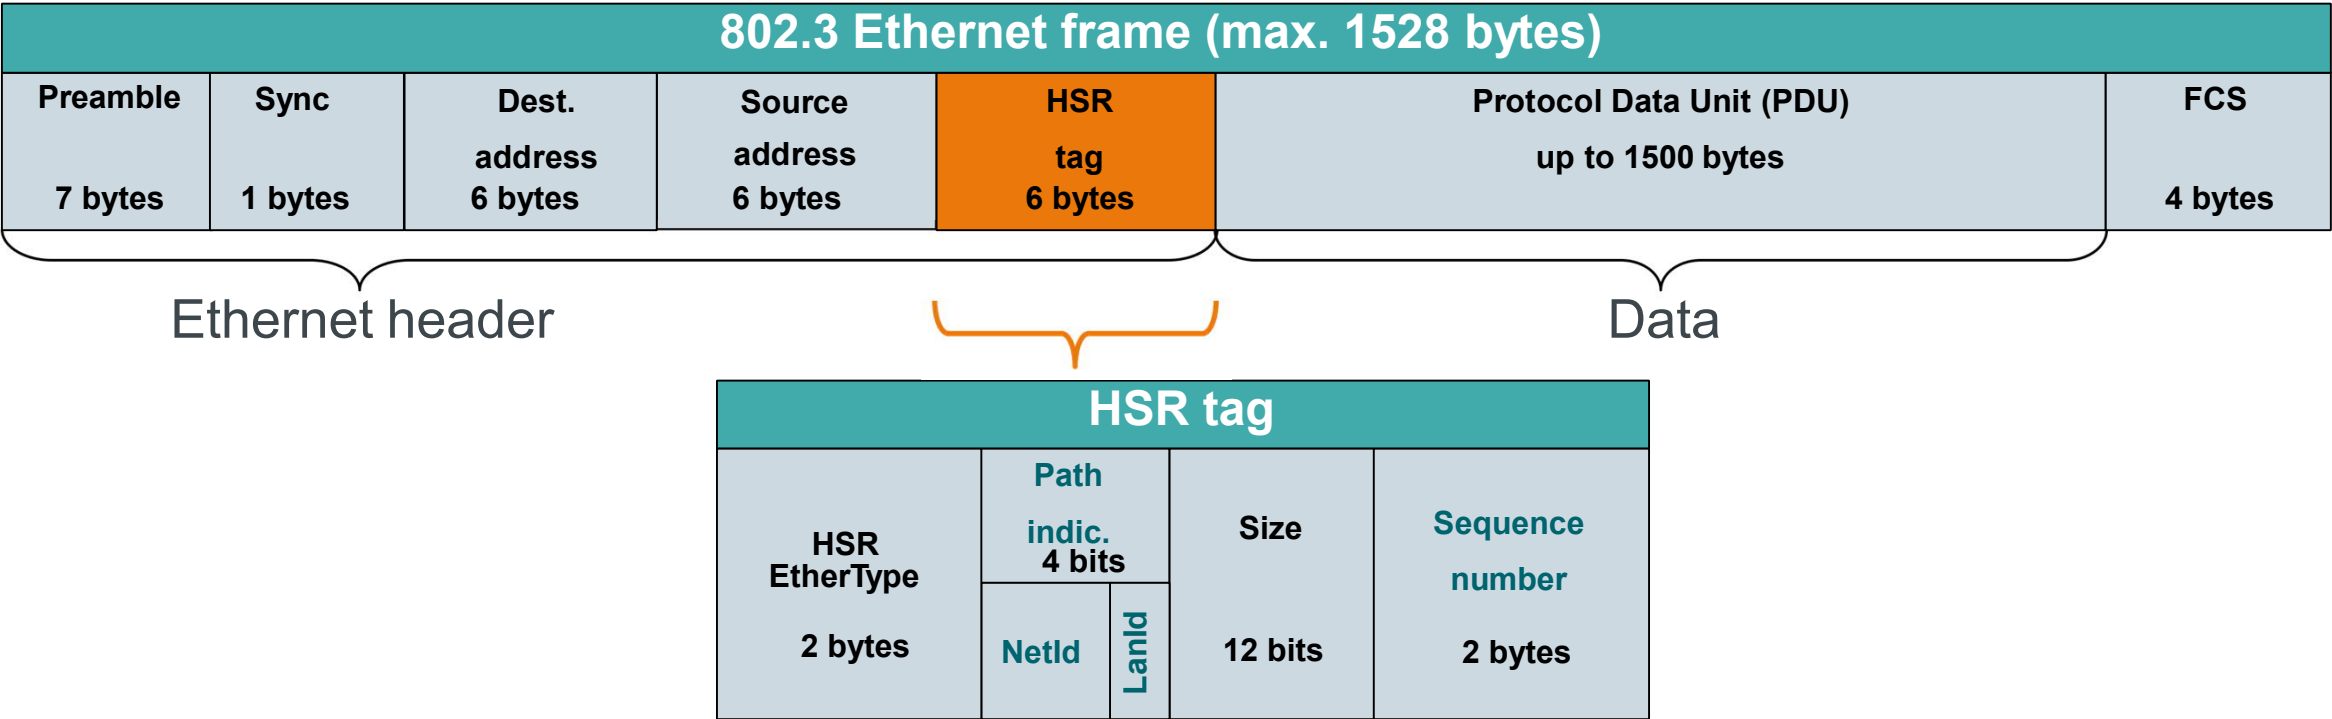 802.3 Ethernet frame (max. 1528 bytes)
Preamble
7 bytes
Sync
1 bytes
Dest.
address
6 bytes
Source
address
6 bytes
HSR
tag
6 bytes
Protocol Data Unit (PDU)
up to 1500 bytes
FCS
4 bytes
Ethernet header
Data
HSR tag
HSR
EtherType
2 bytes
Path
indic.
4 bits
NetId
LanId
Size
12 bits
Sequence
number
2 bytes